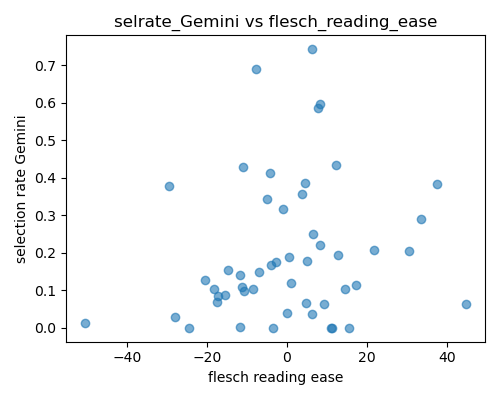 selrate_Gemini vs flesch_reading_ease
0.7
0.6
0.5
0.4
0.3
0.2
0.1
0.0
selection rate Gemini
−40 −20 0 20 40
flesch reading ease